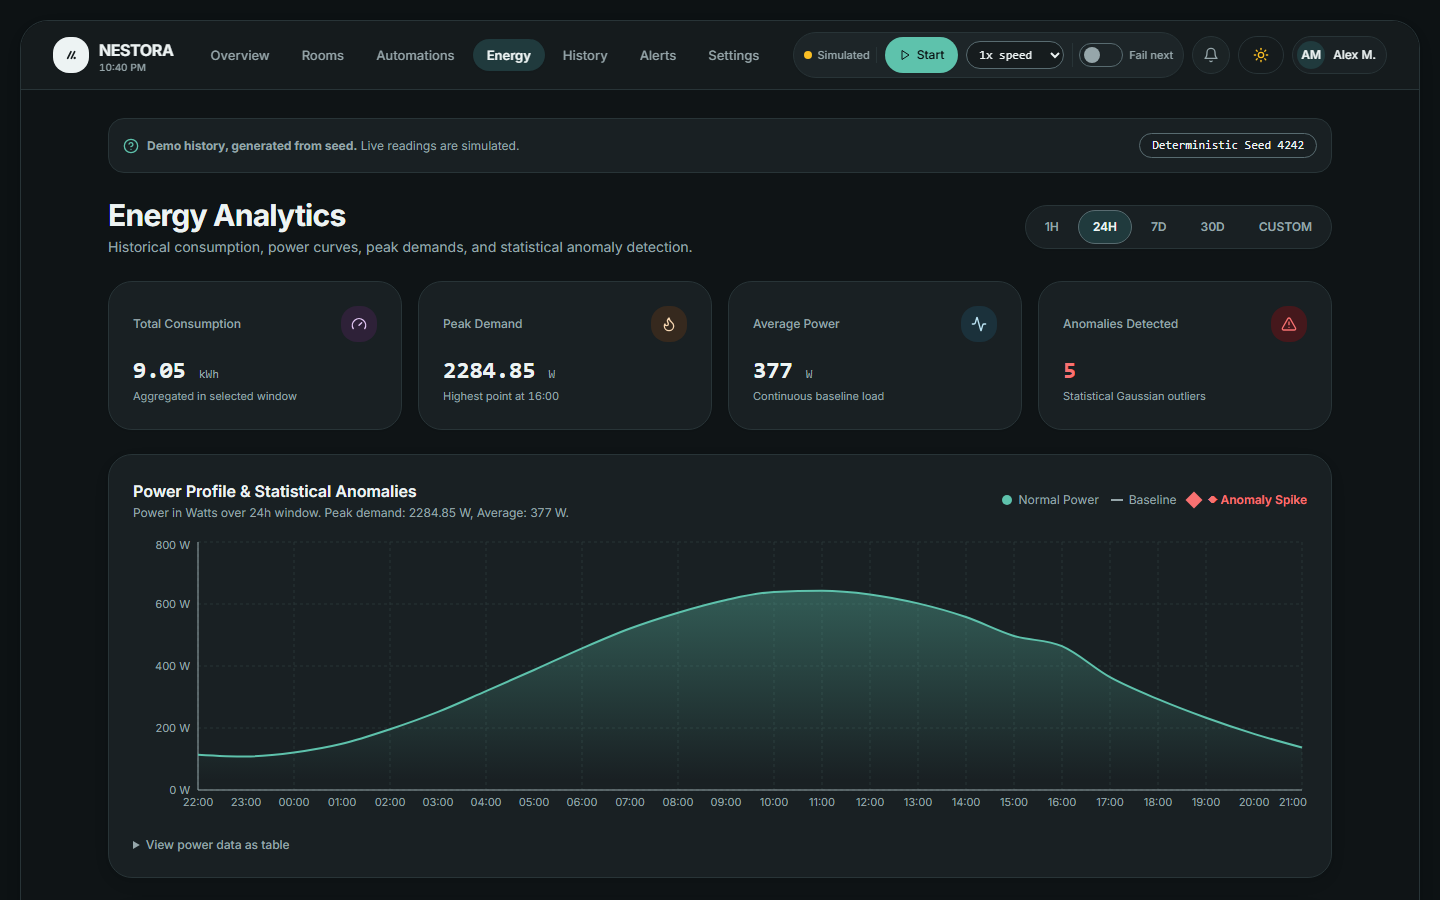 NESTORA
10:40 PM
Overview
Rooms
Automations
Energy
History
Alerts
Settings
Simulated
Start
1x speed
Fail next
AM
Alex M.
Demo history, generated from seed. Live readings are simulated.
Deterministic Seed 4242
Energy Analytics
Historical consumption, power curves, peak demands, and statistical anomaly detection.
1H
24H
7D
30D
CUSTOM
Total Consumption
9.05 kWh
Aggregated in selected window
Peak Demand
2284.85 W
Highest point at 16:00
Average Power
377 W
Continuous baseline load
Anomalies Detected
5
Statistical Gaussian outliers
Power Profile & Statistical Anomalies
Power in Watts over 24h window. Peak demand: 2284.85 W, Average: 377 W.
Normal Power
Baseline
Anomaly Spike
800 W
600 W
400 W
200 W
0 W
22:00 23:00 00:00 01:00 02:00 03:00 04:00 05:00 06:00 07:00 08:00 09:00 10:00 11:00 12:00 13:00 14:00 15:00 16:00 17:00 18:00 19:00 20:00 21:00
View power data as table